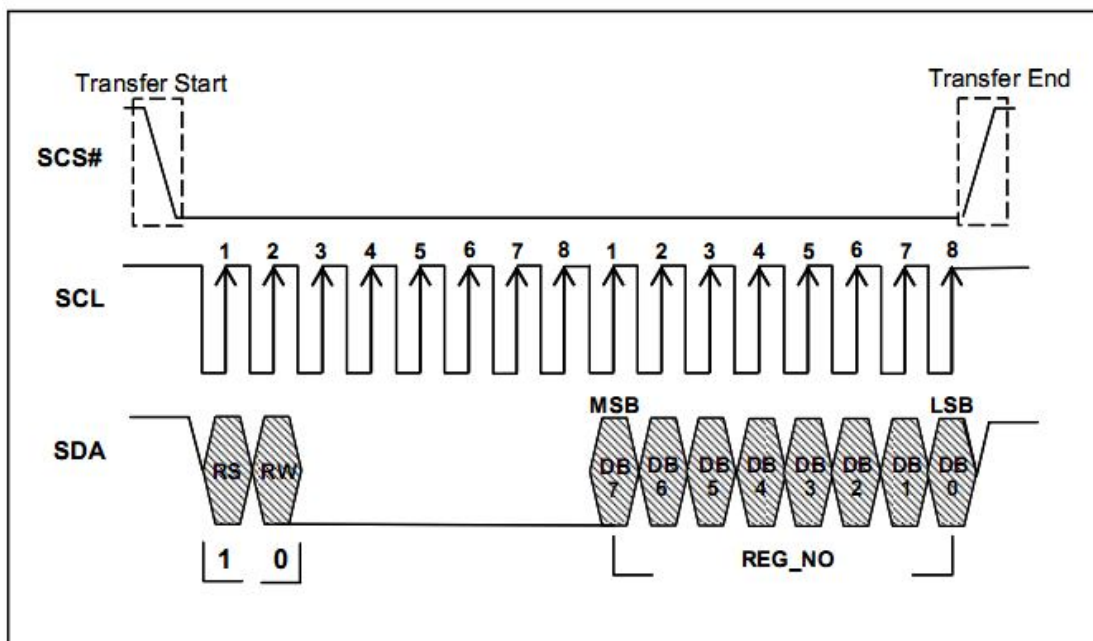 Transfer Start
Transfer End
SCS#
1 2 3 4 5 6 7 8 1 2 3 4 5 6 7 8
SCL
MSB LSB
SDA
RS RW DB 7 DB 6 DB 5 DB 4 DB 3 DB 2 DB 1 DB 0
1 0 REG_NO